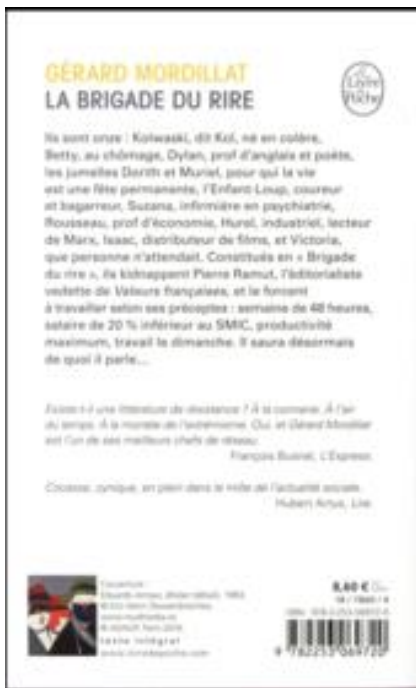 GÉRARD MORDILLAT
LA BRIGADE DU RIRE
Le Livre de Poche
Ils sont onze : Kolwaski, dit Kol, né en colère,
Betty, au chômage, Dylan, prof d'anglais et poète,
les jumelles Dorith et Muriel, pour qui la vie
est une fête permanente, l'Enfant-Loup, coureur
et bagarreur, Suzana, infirmière en psychiatrie,
Rousseau, prof d'économie, Hurel, industriel, lecteur
de Marx, Isaac, distributeur de films, et Victoria,
que personne n'attendait. Constitués en « Brigade
du rire », ils kidnappent Pierre Ramut, l'éditorialiste
vedette de Valeurs françaises, et le forcent
à travailler selon ses préceptes : semaine de 48 heures,
salaire de 20 % inférieur au SMIC, productivité
maximum, travail le dimanche. Il saura désormais
de quoi il parle...
Existe-t-il une littérature de résistance ? À la connerie. À l'air
du temps. À la morale de l'extrémisme. Oui, et Gérard Mordillat
est l'un de ses meilleurs chefs de réseau.
François Busnel, L'Express
Cocasse, cynique, en plein dans le mille de l'actualité sociale.
Hubert Artus, Lire
Couverture :
texte intégral
www.livredepoche.com
8,60 €
9 782253 069720